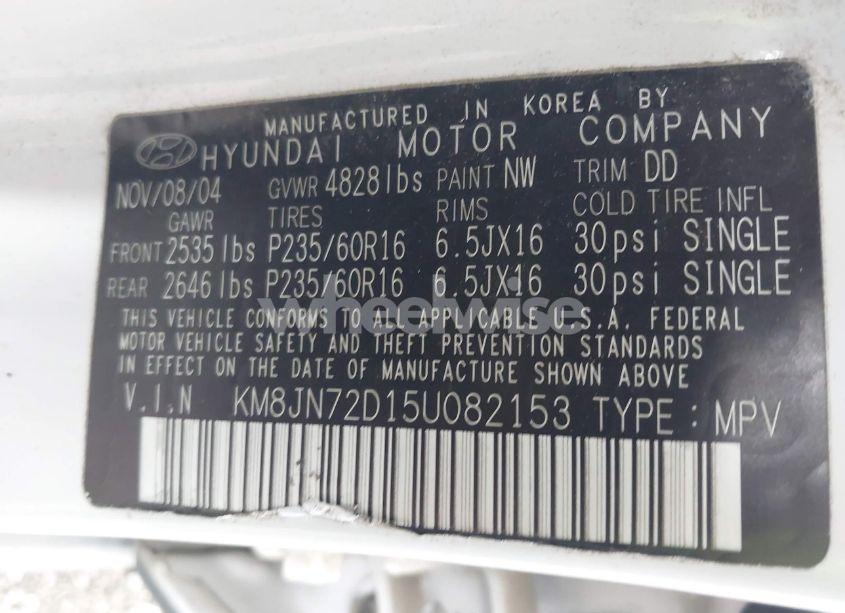 MANUFACTURED IN KOREA BY
HYUNDAI MOTOR COMPANY
NOV/08/04 GVWR 4828lbs PAINT NW TRIM DD
GAWR TIRES RIMS COLD TIRE INFL
FRONT 2535lbs P235/60R16 6.5JX16 30psi SINGLE
REAR 2646lbs P235/60R16 6.5JX16 30psi SINGLE
wheelwise
THIS VEHICLE CONFORMS TO ALL APPLICABLE U.S.A. FEDERAL
MOTOR VEHICLE SAFETY AND THEFT PREVENTION STANDARDS
IN EFFECT ON THE DATE OF MANUFACTURE SHOWN ABOVE
V.I.N KM8JN72D15U082153 TYPE : MPV